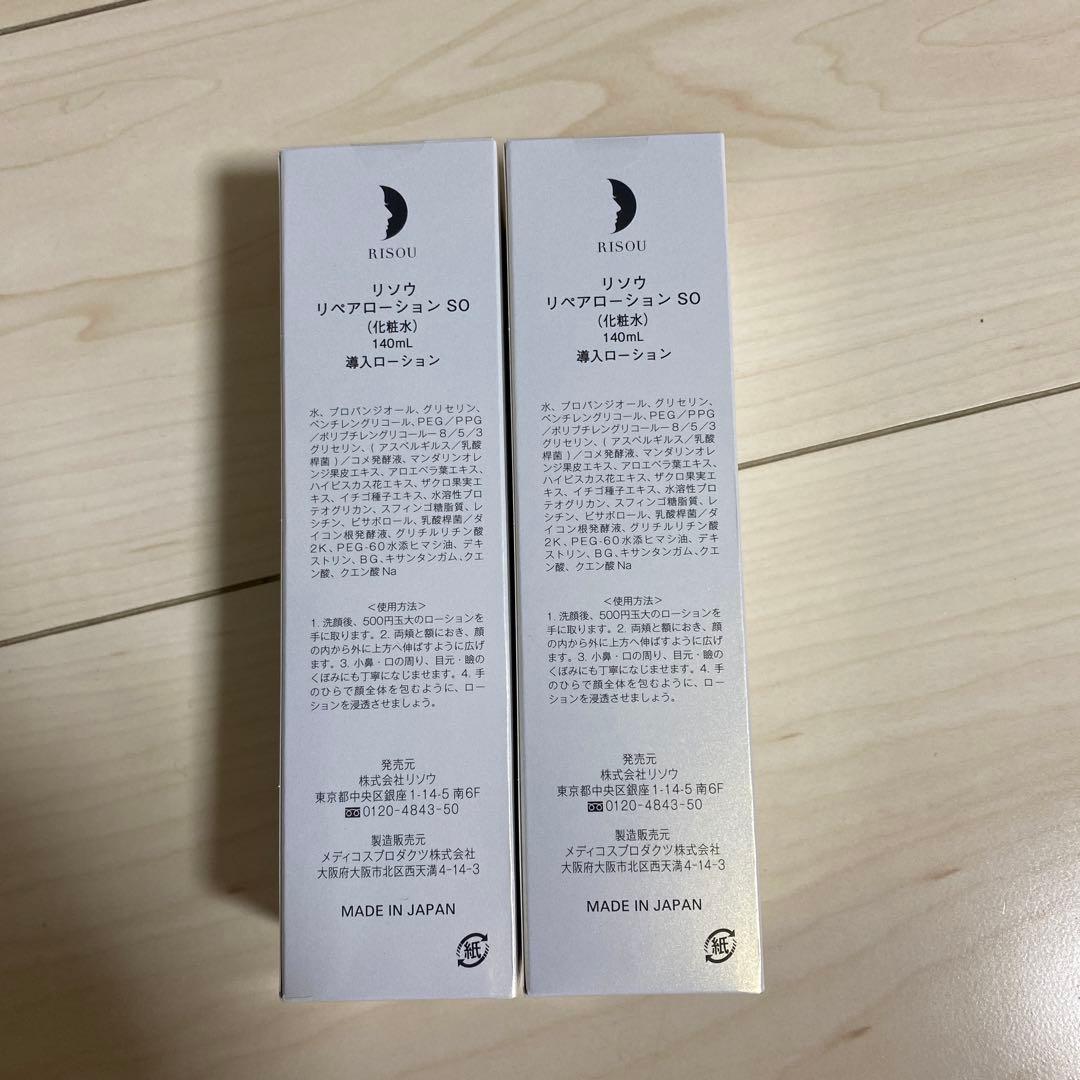 RISOU
リソウ
リペアローション SO
(化粧水)
140mL
導入ローション
水、プロパンジオール、グリセリン、
ペンチレングリコール、PEG/PPG
/ポリブチレングリコールー8/5/3
グリセリン、(アスペルギルス/乳酸
桿菌)/コメ発酵液、マンダリンオレ
ンジ果皮エキス、アロエベラ葉エキス、
ハイビスカス花エキス、ザクロ果実エ
キス、イチゴ種子エキス、水溶性プロ
テオグリカン、スフィンゴ糖脂質、レ
シチン、ビサボロール、乳酸桿菌/ダ
イコン根発酵液、グリチルリチン酸
2K、PEG-60水添ヒマシ油、デキ
ストリン、BG、キサンタンガム、クエ
ン酸、クエン酸Na
<使用方法>
1. 洗顔後、500円玉大のローションを
手に取ります。2. 両頬と額におき、顔
の内から外に上方へ伸ばすように広げ
ます。3. 小鼻・口の周り、目元・瞼の
くぼみにも丁寧になじませます。4. 手
のひらで顔全体を包むように、ロー
ションを浸透させましょう。
発売元
株式会社リソウ
東京都中央区銀座1-14-5 南6F
0120-4843-50
製造販売元
メディコスプロダクツ株式会社
大阪府大阪市北区西天満4-14-3
MADE IN JAPAN
紙
RISOU
リソウ
リペアローション SO
(化粧水)
140mL
導入ローション
水、プロパンジオール、グリセリン、
ペンチレングリコール、PEG/PPG
/ポリブチレングリコールー8/5/3
グリセリン、(アスペルギルス/乳酸
桿菌)/コメ発酵液、マンダリンオレ
ンジ果皮エキス、アロエベラ葉エキス、
ハイビスカス花エキス、ザクロ果実エ
キス、イチゴ種子エキス、水溶性プロ
テオグリカン、スフィンゴ糖脂質、レ
シチン、ビサボロール、乳酸桿菌/ダ
イコン根発酵液、グリチルリチン酸
2K、PEG-60水添ヒマシ油、デキ
ストリン、BG、キサンタンガム、クエ
ン酸、クエン酸Na
<使用方法>
1. 洗顔後、500円玉大のローションを
手に取ります。2. 両頬と額におき、顔
の内から外に上方へ伸ばすように広げ
ます。3. 小鼻・口の周り、目元・瞼の
くぼみにも丁寧になじませます。4. 手
のひらで顔全体を包むように、ロー
ションを浸透させましょう。
発売元
株式会社リソウ
東京都中央区銀座1-14-5 南6F
0120-4843-50
製造販売元
メディコスプロダクツ株式会社
大阪府大阪市北区西天満4-14-3
MADE IN JAPAN
紙